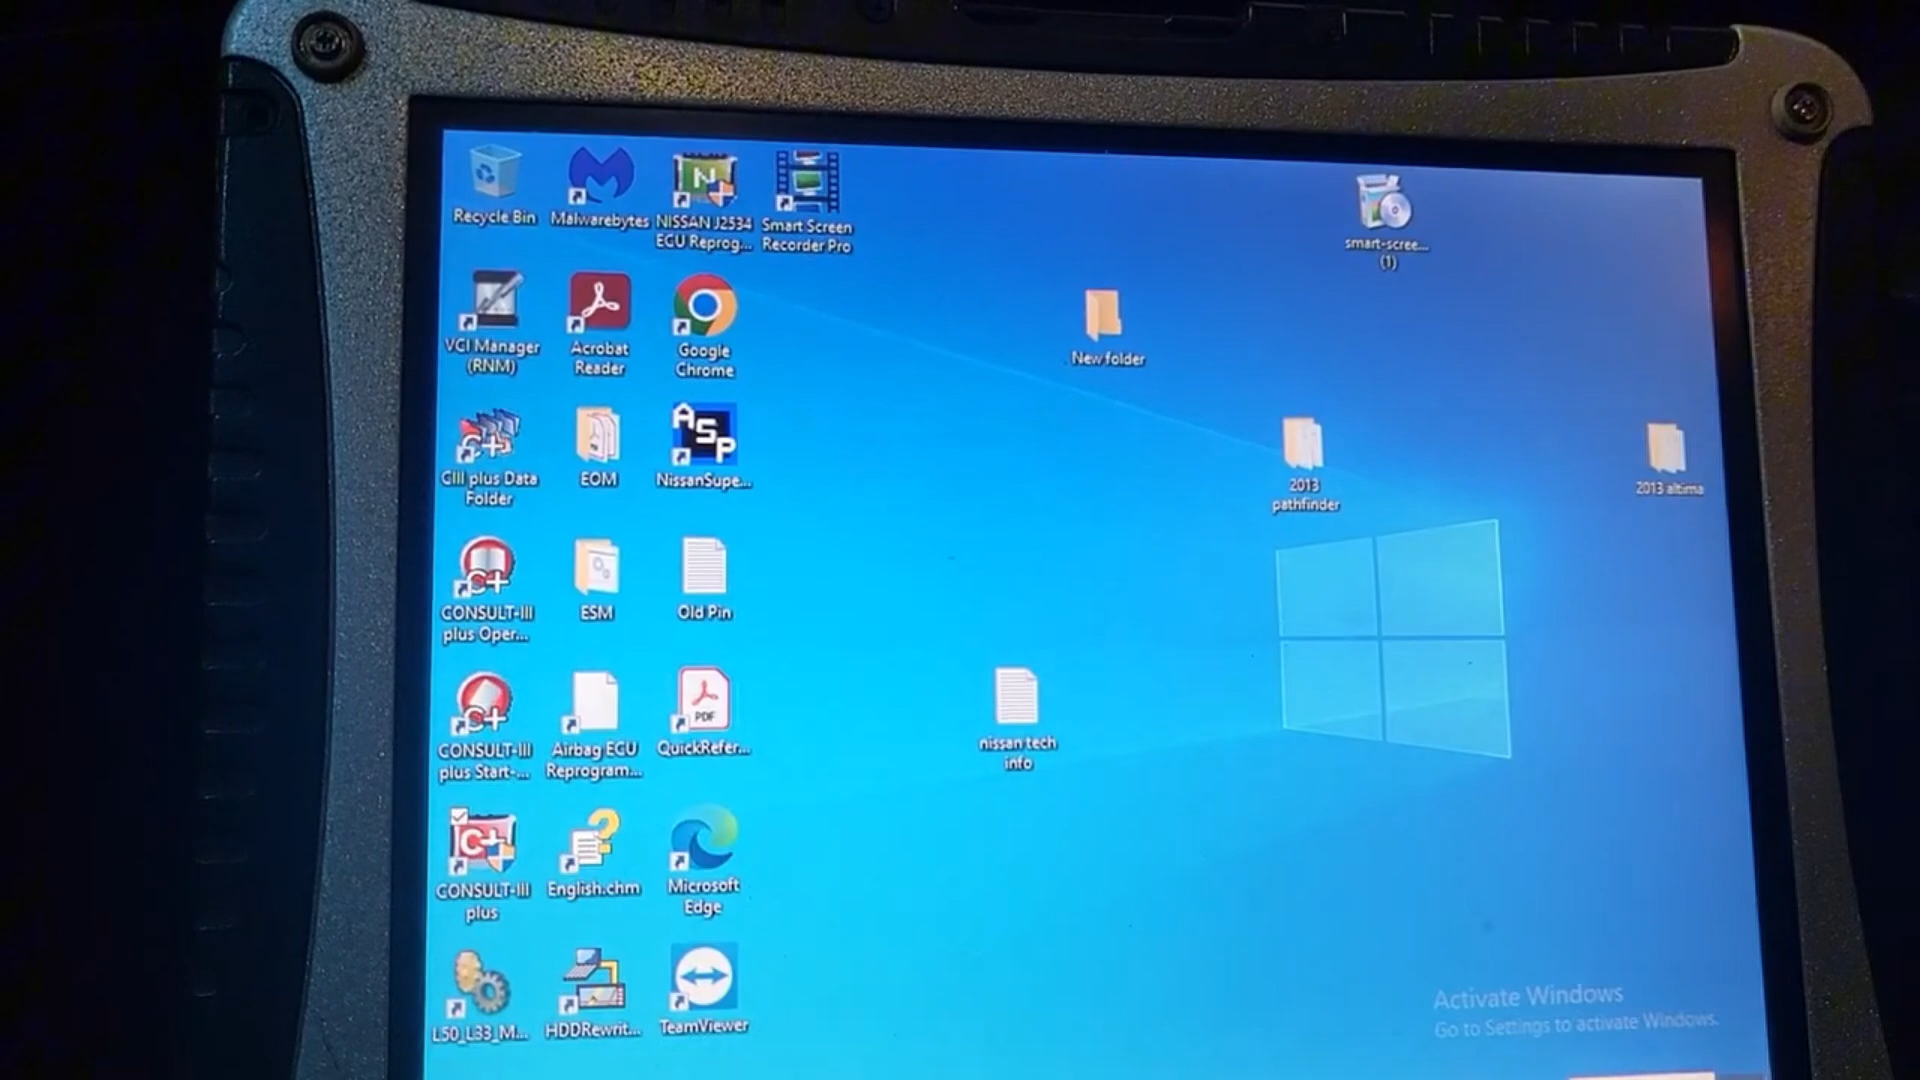 Recycle Bin
Malwarebytes
NISSAN J2534
ECU Reprog...
Smart Screen
Recorder Pro
smart-scree...
(1)
VCI Manager
(RNM)
Acrobat
Reader
Google
Chrome
New folder
CIII plus Data
Folder
EOM
ASP
NissanSupe...
2013
pathfinder
2013 altima
CONSULT-III
plus Oper...
ESM
Old Pin
CONSULT-III
plus Start-...
Airbag ECU
Reprogram...
PDF
QuickRefer...
nissan tech
info
CONSULT-III
plus
English.chm
Microsoft
Edge
L50_L33_M...
HDDRewrit...
TeamViewer
Activate Windows
Go to Settings to activate Windows.